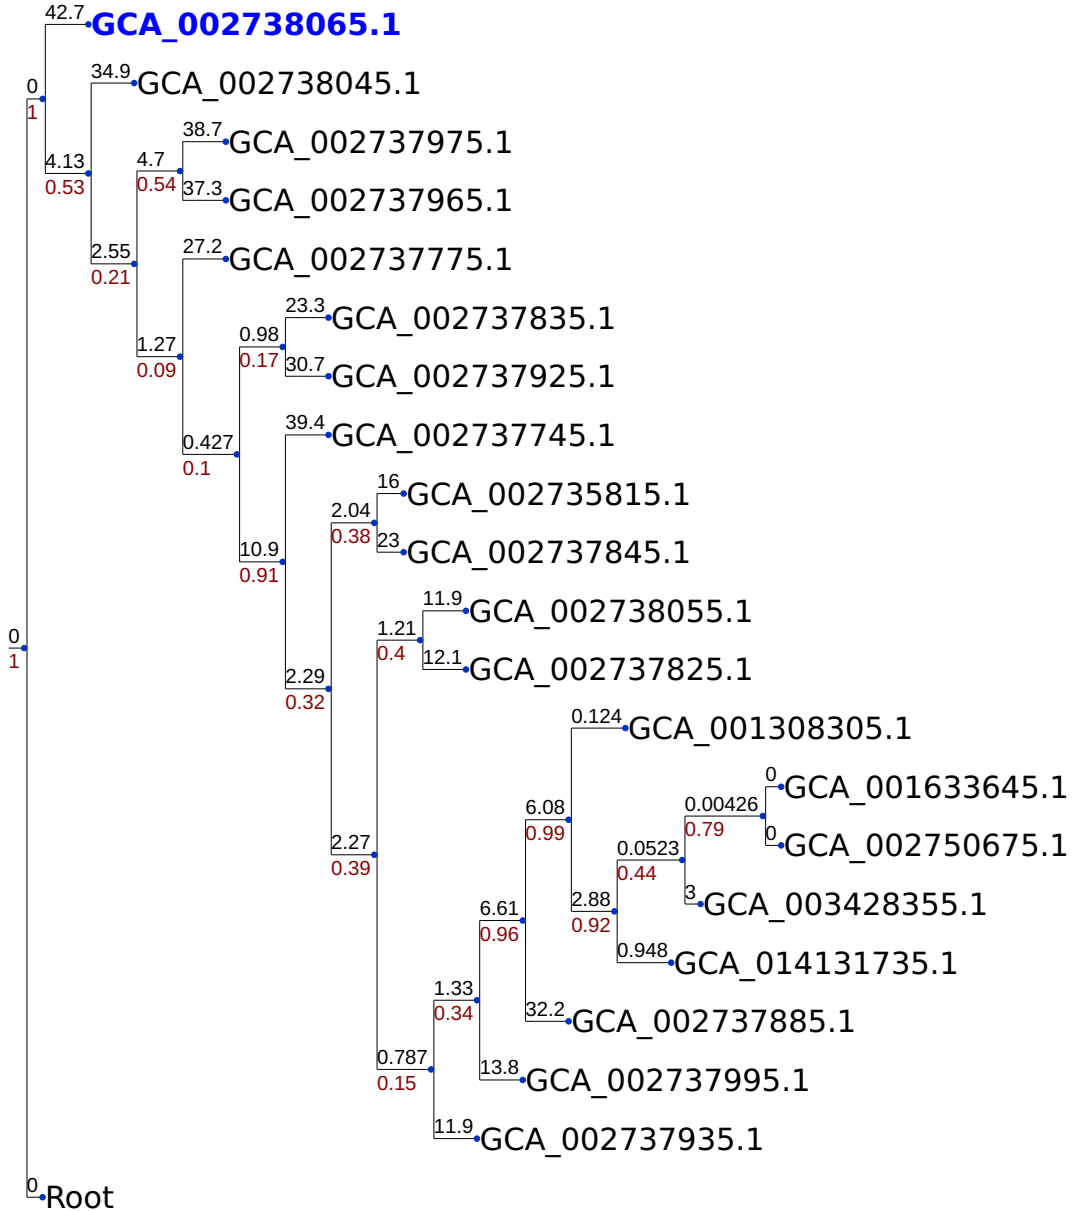 42.7
GCA_002738065.1
34.9
GCA_002738045.1
0
1
38.7
GCA_002737975.1
4.13
0.53
4.7
0.54
37.3
GCA_002737965.1
2.55
0.21
27.2
GCA_002737775.1
23.3
GCA_002737835.1
1.27
0.09
0.98
0.17
30.7
GCA_002737925.1
0.427
0.1
39.4
GCA_002737745.1
16
GCA_002735815.1
2.04
0.38
10.9
0.91
23
GCA_002737845.1
11.9
GCA_002738055.1
0
1
1.21
0.4
12.1
GCA_002737825.1
2.29
0.32
0.124
GCA_001308305.1
0
GCA_001633645.1
6.08
0.99
0.00426
0.79
0
GCA_002750675.1
2.27
0.39
0.0523
0.44
3
GCA_003428355.1
6.61
0.96
2.88
0.92
0.948
GCA_014131735.1
1.33
0.34
32.2
GCA_002737885.1
0.787
0.15
13.8
GCA_002737995.1
11.9
GCA_002737935.1
0
Root